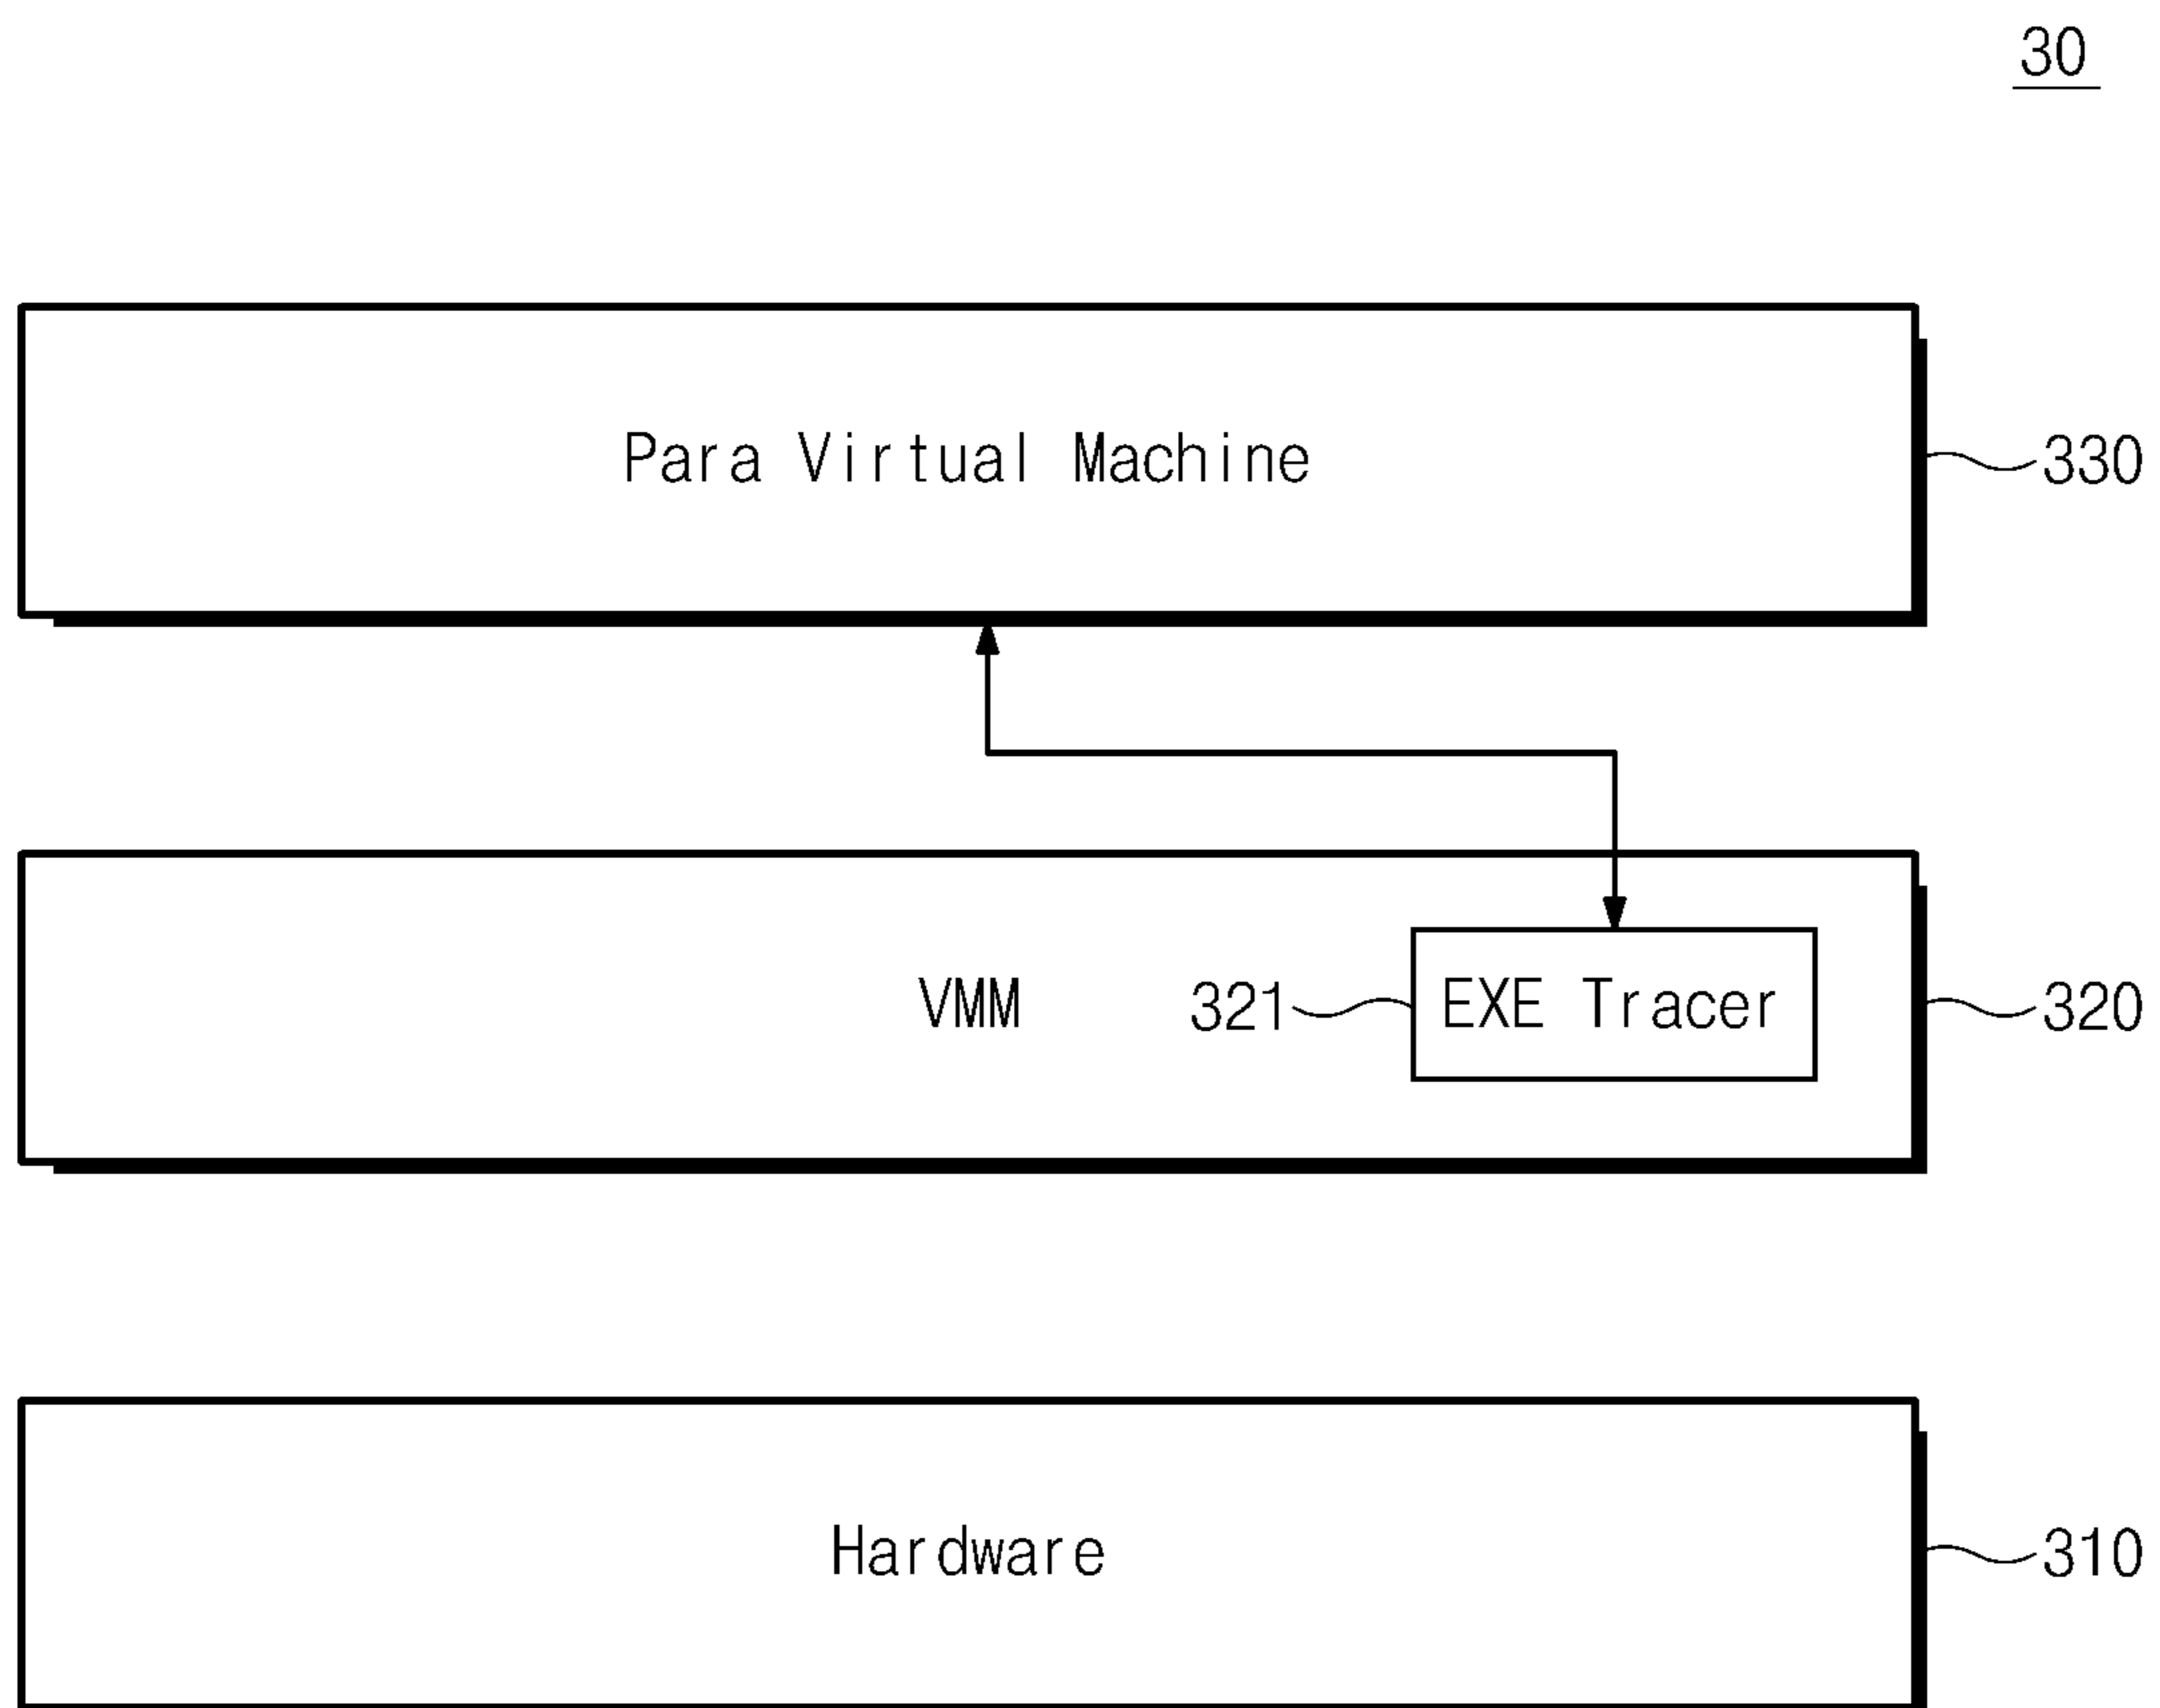 30
Para Virtual Machine
330
VMM
321
EXE Tracer
320
Hardware
310